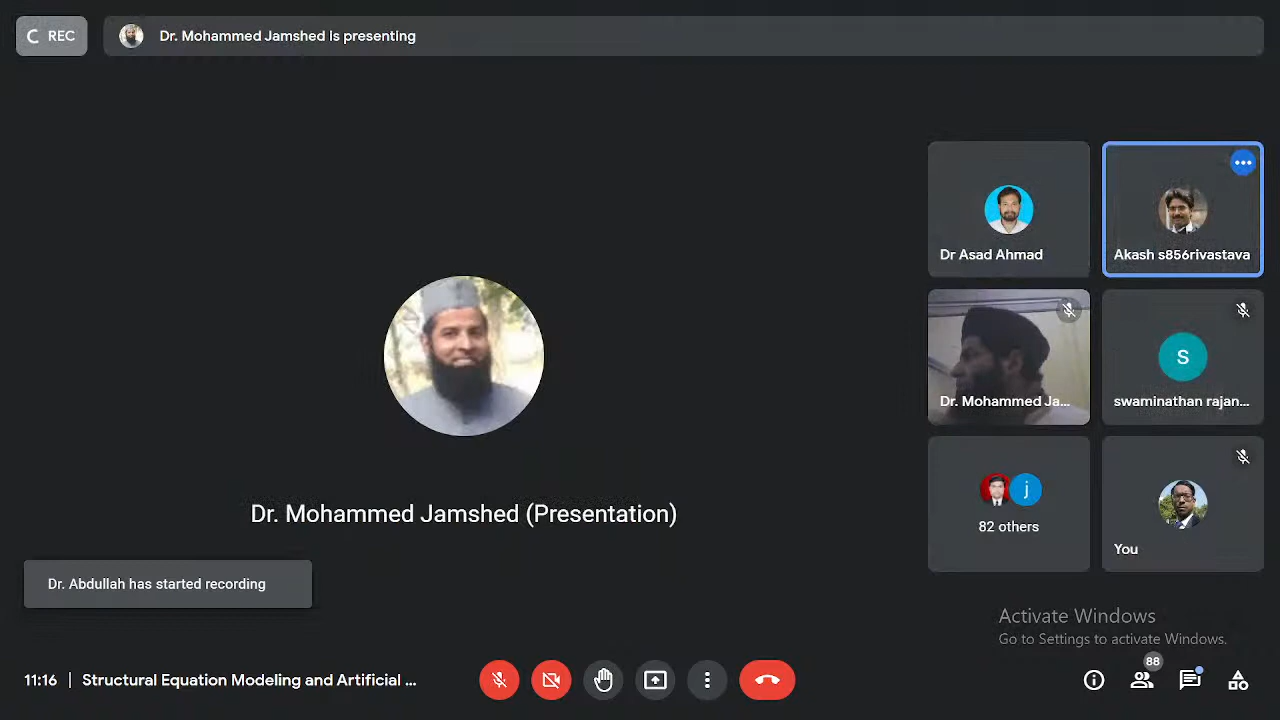 REC
Dr. Mohammed Jamshed is presenting
Dr Asad Ahmad
Akash s856rivastava
Dr. Mohammed Ja...
S
swaminathan rajan...
Dr. Mohammed Jamshed (Presentation)
j
82 others
You
Dr. Abdullah has started recording
Activate Windows
Go to Settings to activate Windows.
11:16 | Structural Equation Modeling and Artificial ...
88